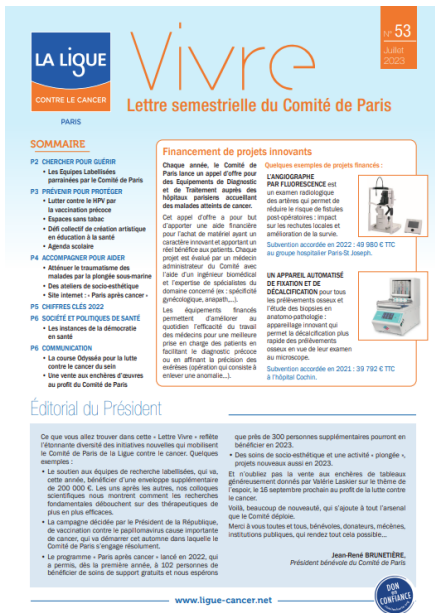 LA LIGUE
CONTRE LE CANCER
PARIS
Vivre
N° 53
Juillet
2023
Lettre semestrielle du Comité de Paris
SOMMAIRE
P2 CHERCHER POUR GUÉRIR
• Les Equipes Labellisées
parrainées par le Comité de Paris
P3 PRÉVENIR POUR PROTÉGER
• Lutter contre le HPV par
la vaccination précoce
• Espaces sans tabac
• Défi collectif de création artistique
en éducation à la santé
• Agenda scolaire
P4 ACCOMPAGNER POUR AIDER
• Atténuer le traumatisme des
malades par la plongée sous-marine
• Des ateliers de socio-esthétique
• Site internet : « Paris après cancer »
P5 CHIFFRES CLÉS 2022
P6 SOCIÉTÉ ET POLITIQUES DE SANTÉ
• Les instances de la démocratie
en santé
P6 COMMUNICATION
• La course Odysséa pour la lutte
contre le cancer du sein
• Une vente aux enchères d'œuvres
au profit du Comité de Paris
Financement de projets innovants
Chaque année, le Comité de
Paris lance un appel d'offre pour
des Equipements de Diagnostic
et de Traitement auprès des
hôpitaux parisiens accueillant
des malades atteints de cancer.
Cet appel d'offre a pour but
d'apporter une aide financière
pour l'achat de matériel ayant un
caractère innovant et apportant un
réel bénéfice aux patients. Chaque
projet est évalué par un médecin
administrateur du Comité avec
l'aide d'un ingénieur biomédical
et l'expertise de spécialistes du
domaine concerné (ex : spécificité
gynécologique, anapath,...).
Les équipements financés
permettent d'améliorer au
quotidien l'efficacité du travail
des médecins pour une meilleure
prise en charge des patients en
facilitant le diagnostic précoce
ou en affinant la précision des
exérèses (opération qui consiste à
enlever une anomalie...).
Quelques exemples de projets financés :
L'ANGIOGRAPHE
PAR FLUORESCENCE est
un examen radiologique
des artères qui permet de
réduire le risque de fistules
post-opératoires : impact
sur les rechutes locales et
amélioration de la survie.
Subvention accordée en 2022 : 49 980 € TTC
au groupe hospitalier Paris-St Joseph.
UN APPAREIL AUTOMATISÉ
DE FIXATION ET DE
DÉCALCIFICATION pour tous
les prélèvements osseux et
l'étude des biopsies en
anatomo-pathologie :
appareillage innovant qui
permet la décalcification plus
rapide des prélèvements
osseux en vue de leur examen
au microscope.
Subvention accordée en 2021 : 39 792 € TTC
à l'hôpital Cochin.
Éditorial du Président
Ce que vous allez trouver dans cette « Lettre Vivre » reflète
l'étonnante diversité des initiatives nouvelles qui mobilisent
le Comité de Paris de la Ligue contre le cancer. Quelques
exemples :
• Le soutien aux équipes de recherche labellisées, qui va,
cette année, bénéficier d'une enveloppe supplémentaire
de 200 000 €. Les uns après les autres, nos colloques
scientifiques nous montrent comment les recherches
fondamentales débouchent sur des thérapeutiques de
plus en plus efficaces.
• La campagne décidée par le Président de la République,
de vaccination contre le papillomavirus cause importante
de cancer, qui va démarrer cet automne dans laquelle le
Comité de Paris s'engage résolument.
• Le programme « Paris après cancer » lancé en 2022, qui
a permis, dès la première année, à 102 personnes de
bénéficier de soins de support gratuits et nous espérons
que près de 300 personnes supplémentaires pourront en
bénéficier en 2023.
• Des soins de socio-esthétique et une activité « plongée »,
projets nouveaux aussi en 2023.
Et n'oubliez pas la vente aux enchères de tableaux
généreusement donnés par Valérie Laskier sur le thème
de l'espoir, le 16 septembre prochain au profit de la lutte contre
le cancer.
Voilà, beaucoup de nouveauté, qui s'ajoute à tout l'arsenal
que le Comité déploie.
Merci à vous toutes et tous, bénévoles, donateurs, mécènes,
institutions publiques, qui rendez tout cela possible...
Jean-René BRUNETIÈRE,
Président bénévole du Comité de Paris
www.ligue-cancer.net
DON
EN
CONFIANCE